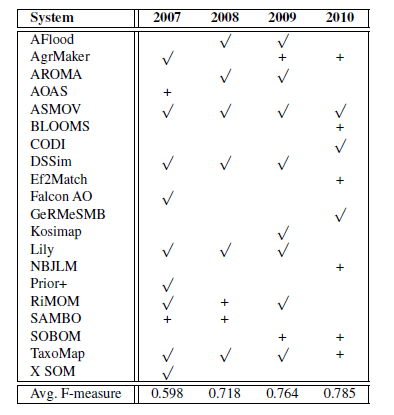 System 2007 2008 2009 2010
AFlood √ √
AgrMaker √ + +
AROMA √ √
AOAS +
ASMOV √ √ √ √
BLOOMS +
CODI √
DSSim √ √ √
Ef2Match +
Falcon AO √
GeRMeSMB √
Kosimap √
Lily √ √ √
NBJLM +
Prior+ √
RiMOM √ + √
SAMBO + +
SOBOM + +
TaxoMap √ √ √ +
X SOM √
Avg. F-measure 0.598 0.718 0.764 0.785